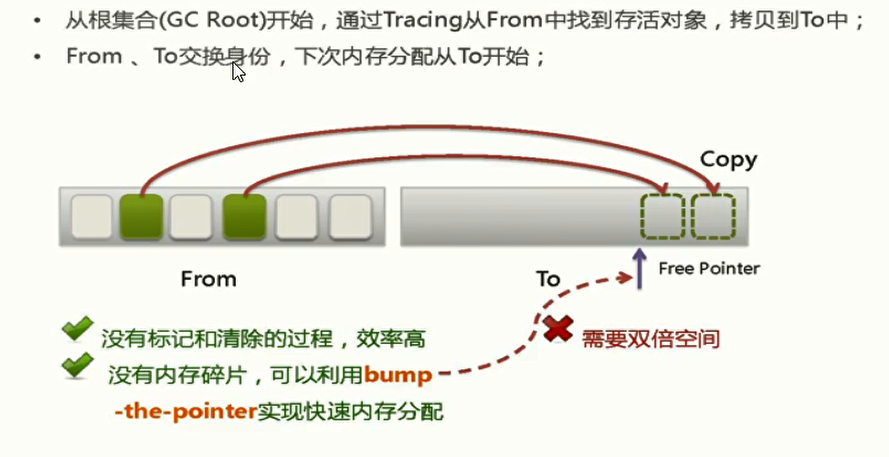 从根集合(GC Root)开始，通过Tracing从From中找到存活对象，拷贝到To中；
From 、To交换身份，下次内存分配从To开始；
Copy
Free Pointer
From
To
没有标记和清除的过程，效率高
需要双倍空间
没有内存碎片，可以利用bump
-the-pointer实现快速内存分配